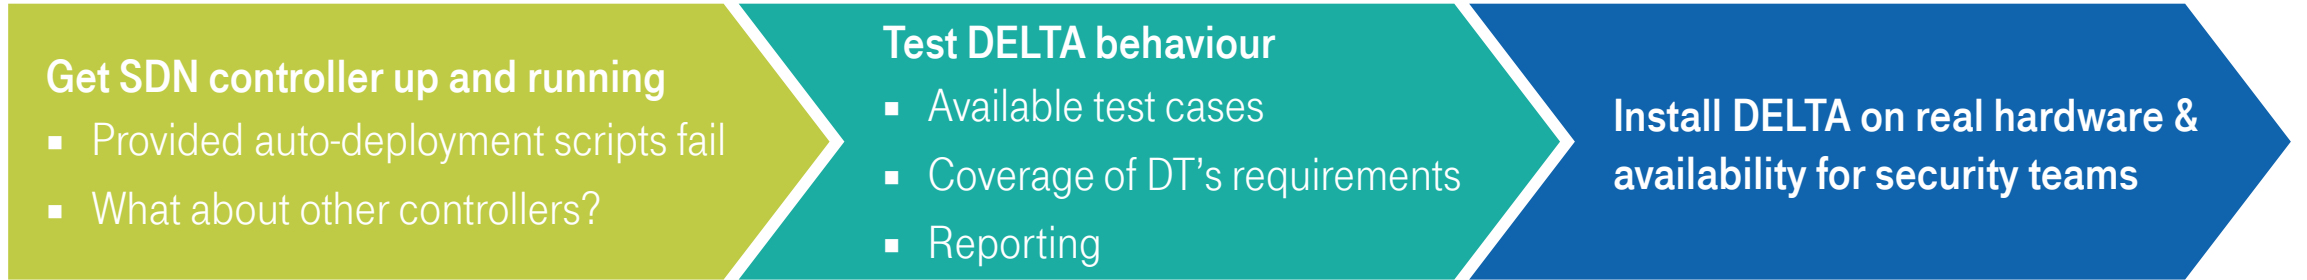 Get SDN controller up and running
▪ Provided auto-deployment scripts fail
▪ What about other controllers?
Test DELTA behaviour
▪ Available test cases
▪ Coverage of DT’s requirements
▪ Reporting
Install DELTA on real hardware &
availability for security teams